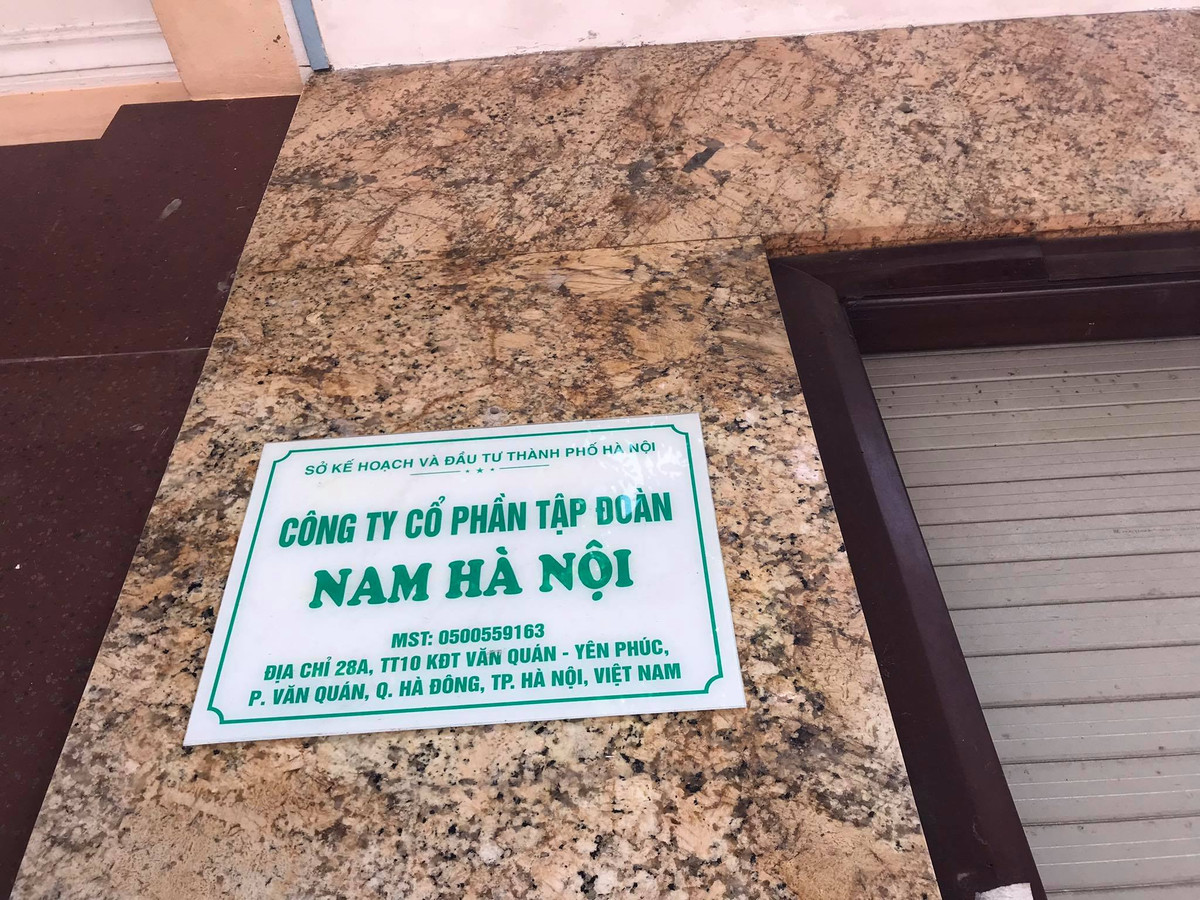 SỞ KẾ HOẠCH VÀ ĐẦU TƯ THÀNH PHỐ HÀ NỘI
CÔNG TY CỔ PHẦN TẬP ĐOÀN
NAM HÀ NỘI
MST: 0500559163
ĐỊA CHỈ 28A, TT10 KĐT VĂN QUÁN - YÊN PHÚC,
P. VĂN QUÁN, Q. HÀ ĐÔNG, TP. HÀ NỘI, VIỆT NAM